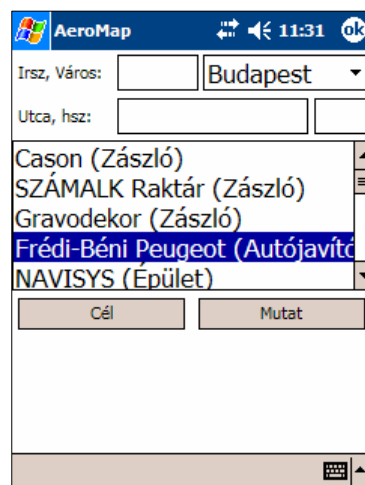 AeroMap 11:31 ok
Irsz, Város: Budapest
Utca, hsz:
Cason (Zászló)
SZÁMALK Raktár (Zászló)
Gravodekor (Zászló)
Frédi-Béni Peugeot (Autójavító
NAVISYS (Épület)
Cél Mutat